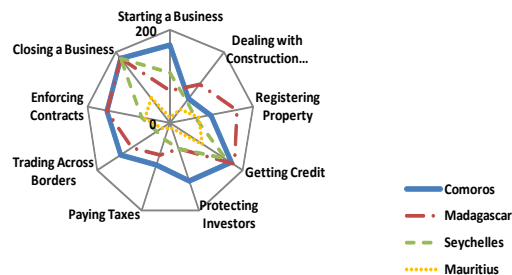 Starting a Business
200
Closing a Business
Dealing with
Construction...
Enforcing
Contracts
Registering
Property
0
Trading Across
Borders
Getting Credit
Paying Taxes
Protecting
Investors
Comoros
Madagascar
Seychelles
Mauritius